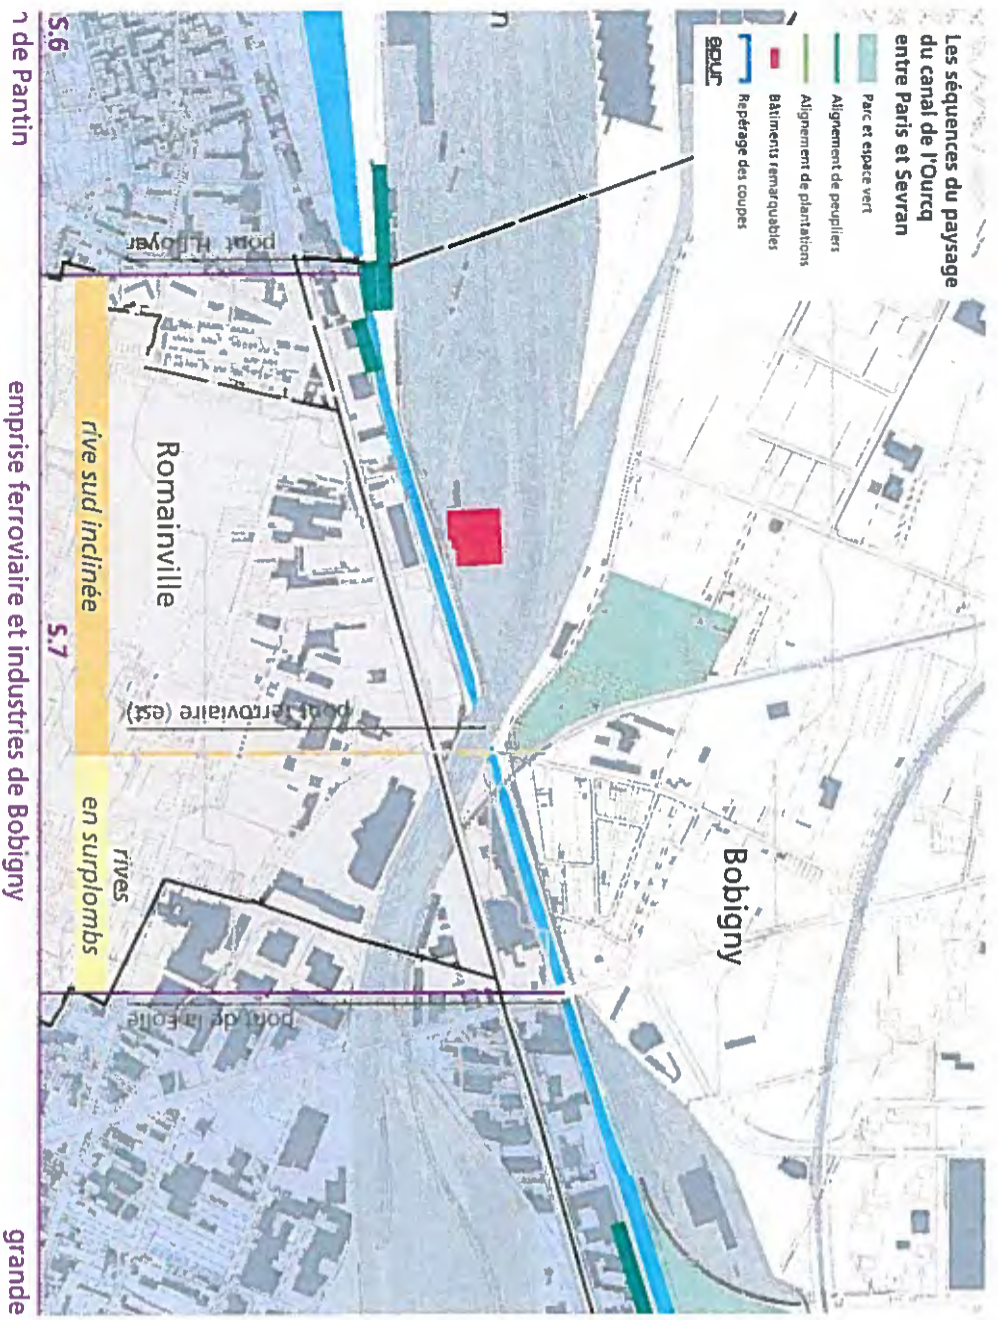 Les séquences du paysage
du canal de l'Ourcq
entre Paris et Sevran
Parc et espace vert
Alignement de peupliers
Alignement de plantations
Bâtiments remarquables
Repérage des coupes
apur
n
Bobigny
Romainville
pont H.Boyer
pont ferroviaire (est)
pont de la Folie
rive sud inclinée
rives
en surplombs
S.6
S.7
n de Pantin
emprise ferroviaire et industries de Bobigny
grande